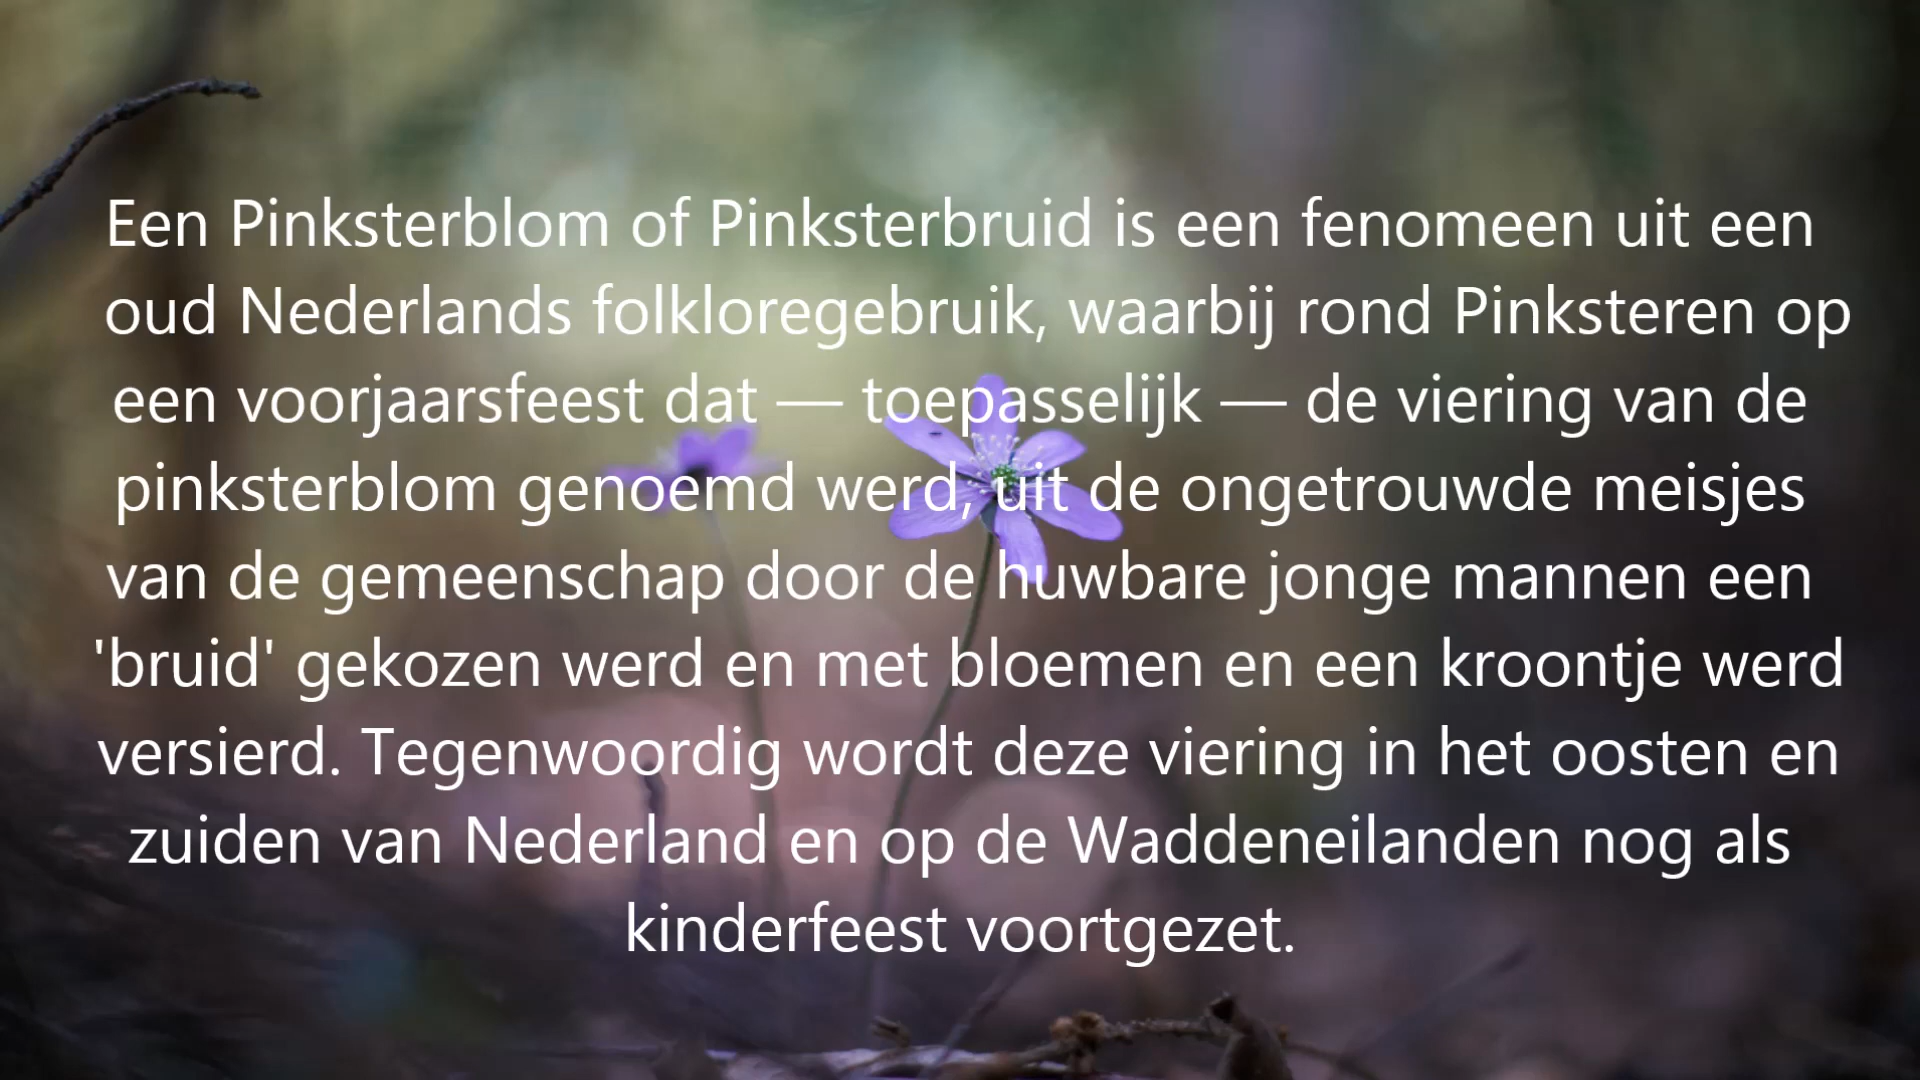 Een Pinksterblom of Pinksterbruid is een fenomeen uit een
oud Nederlands folkloregebruik, waarbij rond Pinksteren op
een voorjaarsfeest dat — toepasselijk — de viering van de
pinksterblom genoemd werd, uit de ongetrouwde meisjes
van de gemeenschap door de huwbare jonge mannen een
'bruid' gekozen werd en met bloemen en een kroontje werd
versierd. Tegenwoordig wordt deze viering in het oosten en
zuiden van Nederland en op de Waddeneilanden nog als
kinderfeest voortgezet.